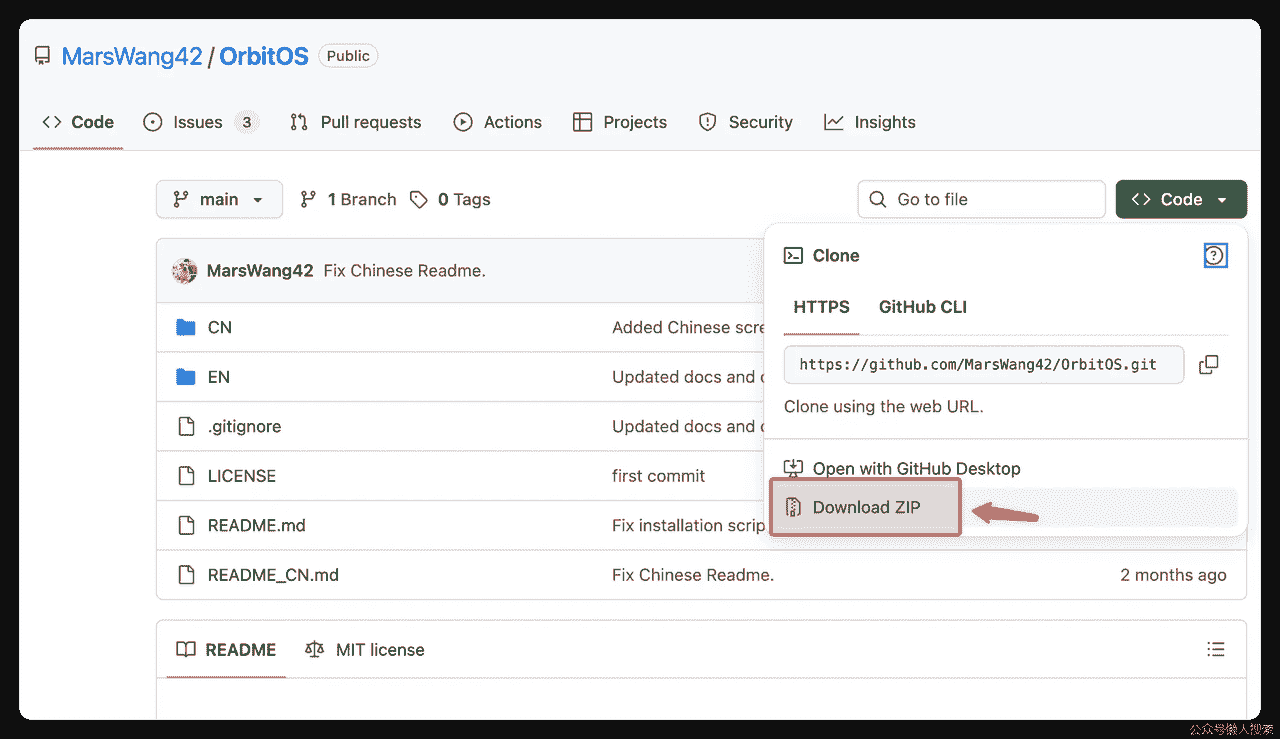 MarsWang42 / OrbitOS Public
Code Issues 3 Pull requests Actions Projects Security Insights
main 1 Branch 0 Tags Go to file Code
MarsWang42 Fix Chinese Readme.
CN Added Chinese scre
EN Updated docs and
.gitignore Updated docs and
LICENSE first commit
README.md Fix installation scrip
README_CN.md Fix Chinese Readme. 2 months ago
Clone
HTTPS GitHub CLI
https://github.com/MarsWang42/OrbitOS.git
Clone using the web URL.
Open with GitHub Desktop
Download ZIP
README MIT license
公众号懒人搜索